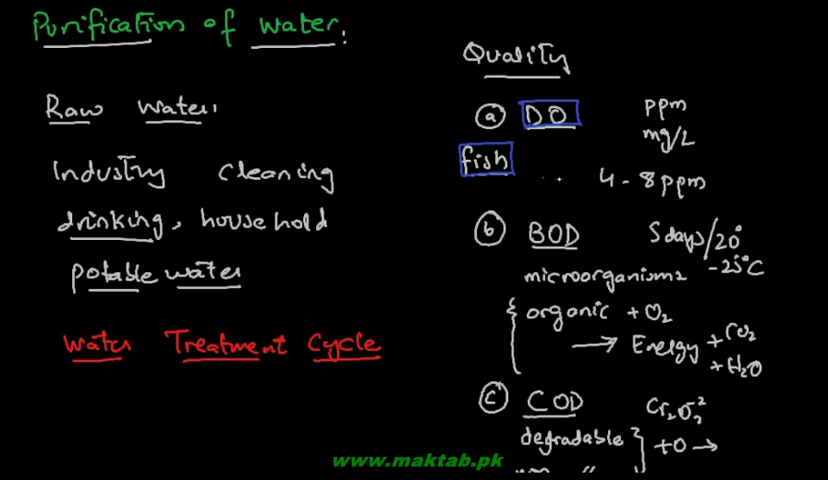 Purification of water.
Raw water.
Industry cleaning
drinking, household
potable water
Water Treatment Cycle
Quality
(a) DO ppm
mg/L
fish 4 - 8 ppm
(b) BOD 5 days/20°
-25°C
microorganisms
organic + O₂
→ Energy + CO₂
+ H₂O
(c) COD Cr₂O₇²
degradable } + O →
non "
www.maktab.pk